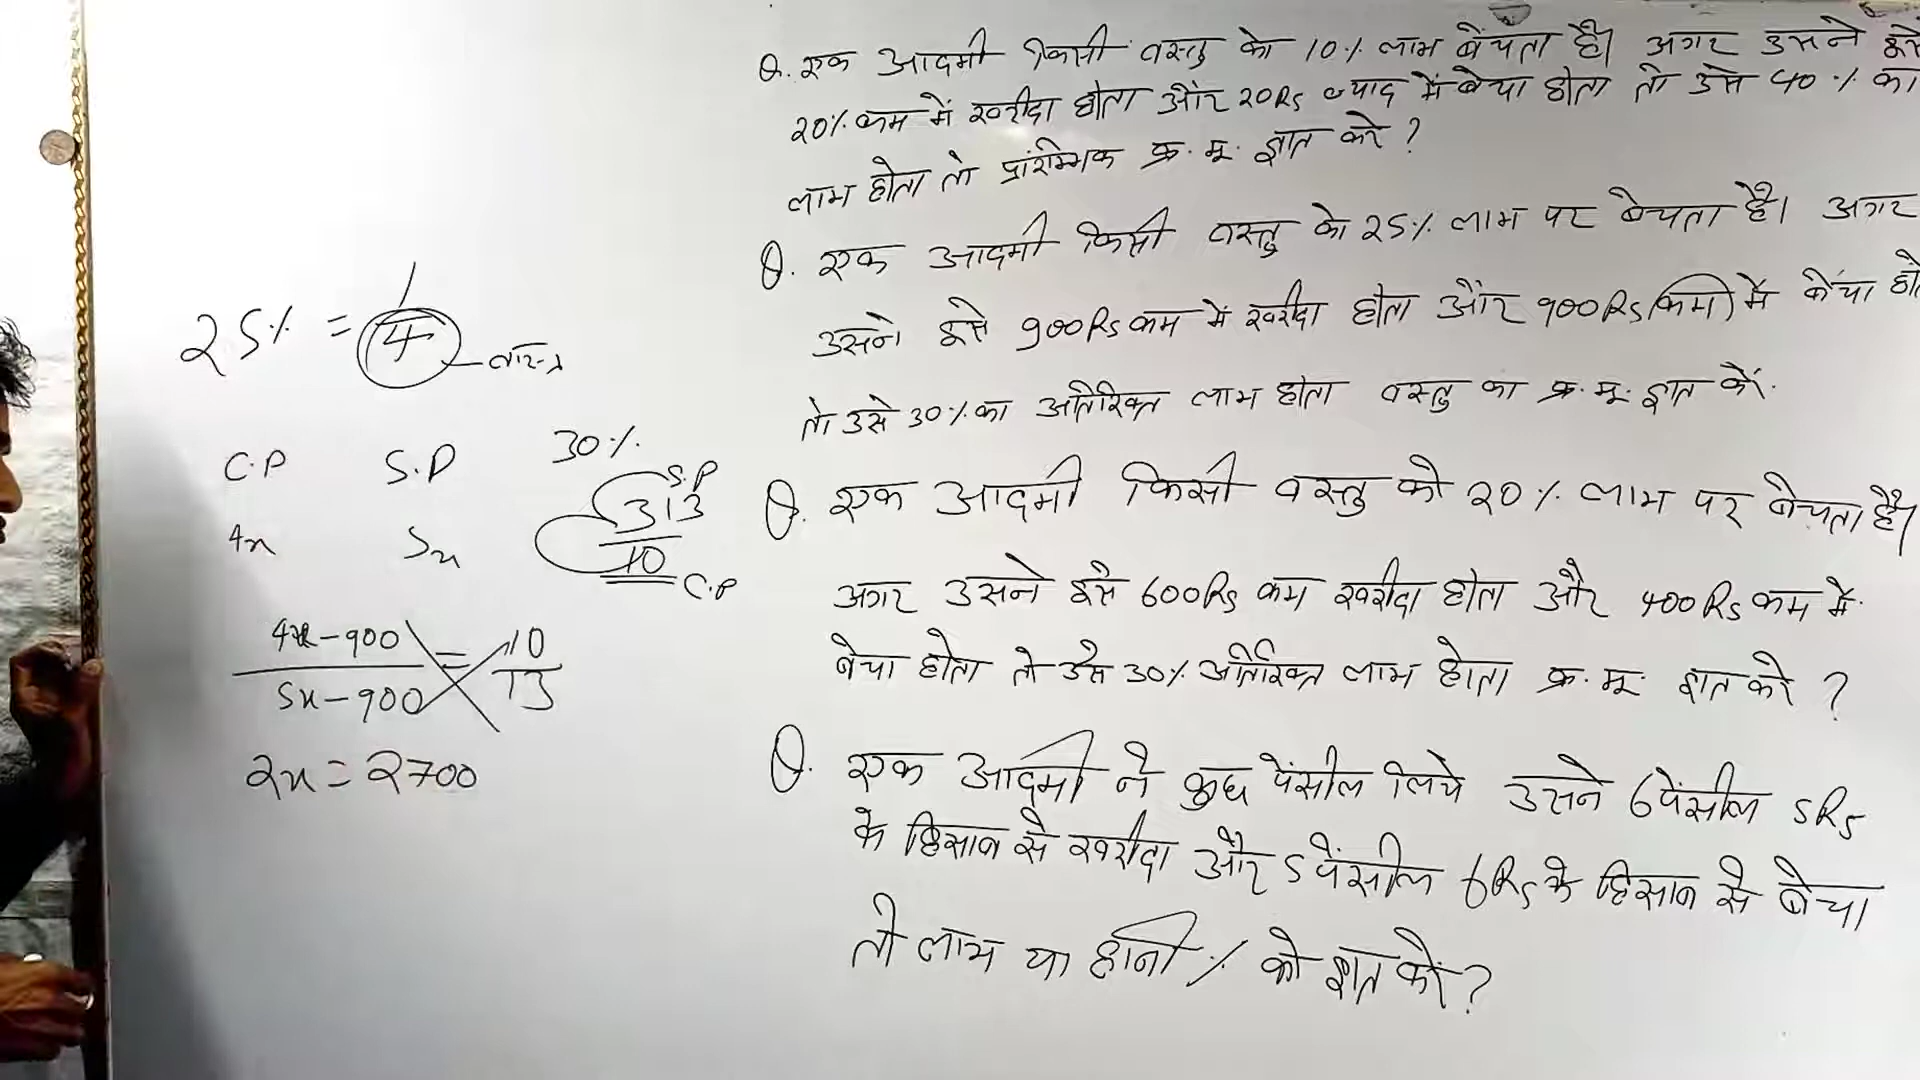 Q. एक आदमी किसी वस्तु को 10% लाभ बेंचता है। अगर उसने इसे
20% कम में खरीदा होता और 20Rs ज्याद में बेचा होता तो उसे 40% का
लाभ होता तो प्रारंम्भिक क्र.मू. ज्ञात करे ?
Q. एक आदमी किसी वस्तु को 25% लाभ पर बेचता है। अगर
उसने इसे 900Rs कम में खरीदा होता और 900Rs (कम) में बेंचा हो
तो उसे 30% का अतिरिक्त लाभ होता वस्तु का क्र.मू. ज्ञात करें.
Q. एक आदमी किसी वस्तु को 20% लाभ पर बेचता है।
अगर उसने इसे 600Rs कम खरीदा होता और 400Rs कम में
बेचा होता तो उसे 30% अतिरिक्त लाभ होता क्र.मू. ज्ञात करे ?
Q. एक आदमी ने कुछ पेंसील लिये उसने 6 पेंसील 5Rs
के हिसाब से खरीदा और 5 पेंसील 6Rs के हिसाब से बेचा
तो लाभ या हानी % को ज्ञात करें ?
25% = 1/4
C.P S.P 30%
4x 5x 13/10 S.P C.P
4x-900/5x-900 = 10/13
2x = 2700